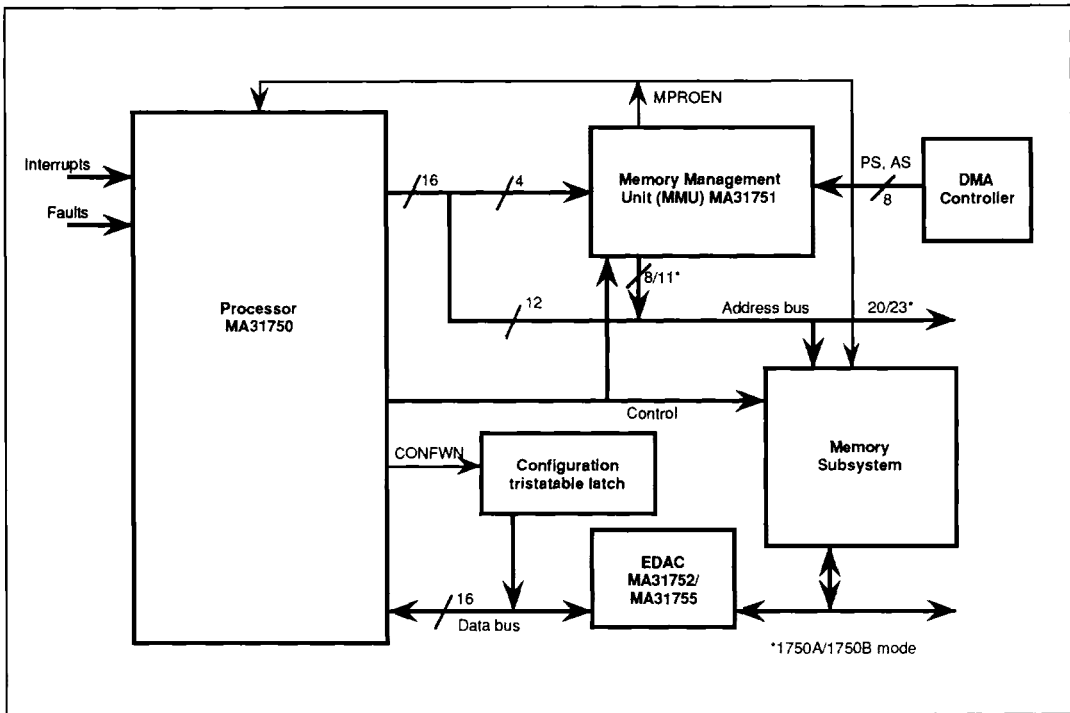 MPROEN
Interrupts
Faults
16
4
Memory Management
Unit (MMU) MA31751
PS, AS
8
DMA
Controller
8/11*
Processor
MA31750
12
Address bus
20/23*
Control
CONFWN
Configuration
tristatable latch
Memory
Subsystem
EDAC
MA31752/
MA31755
16
Data bus
*1750A/1750B mode